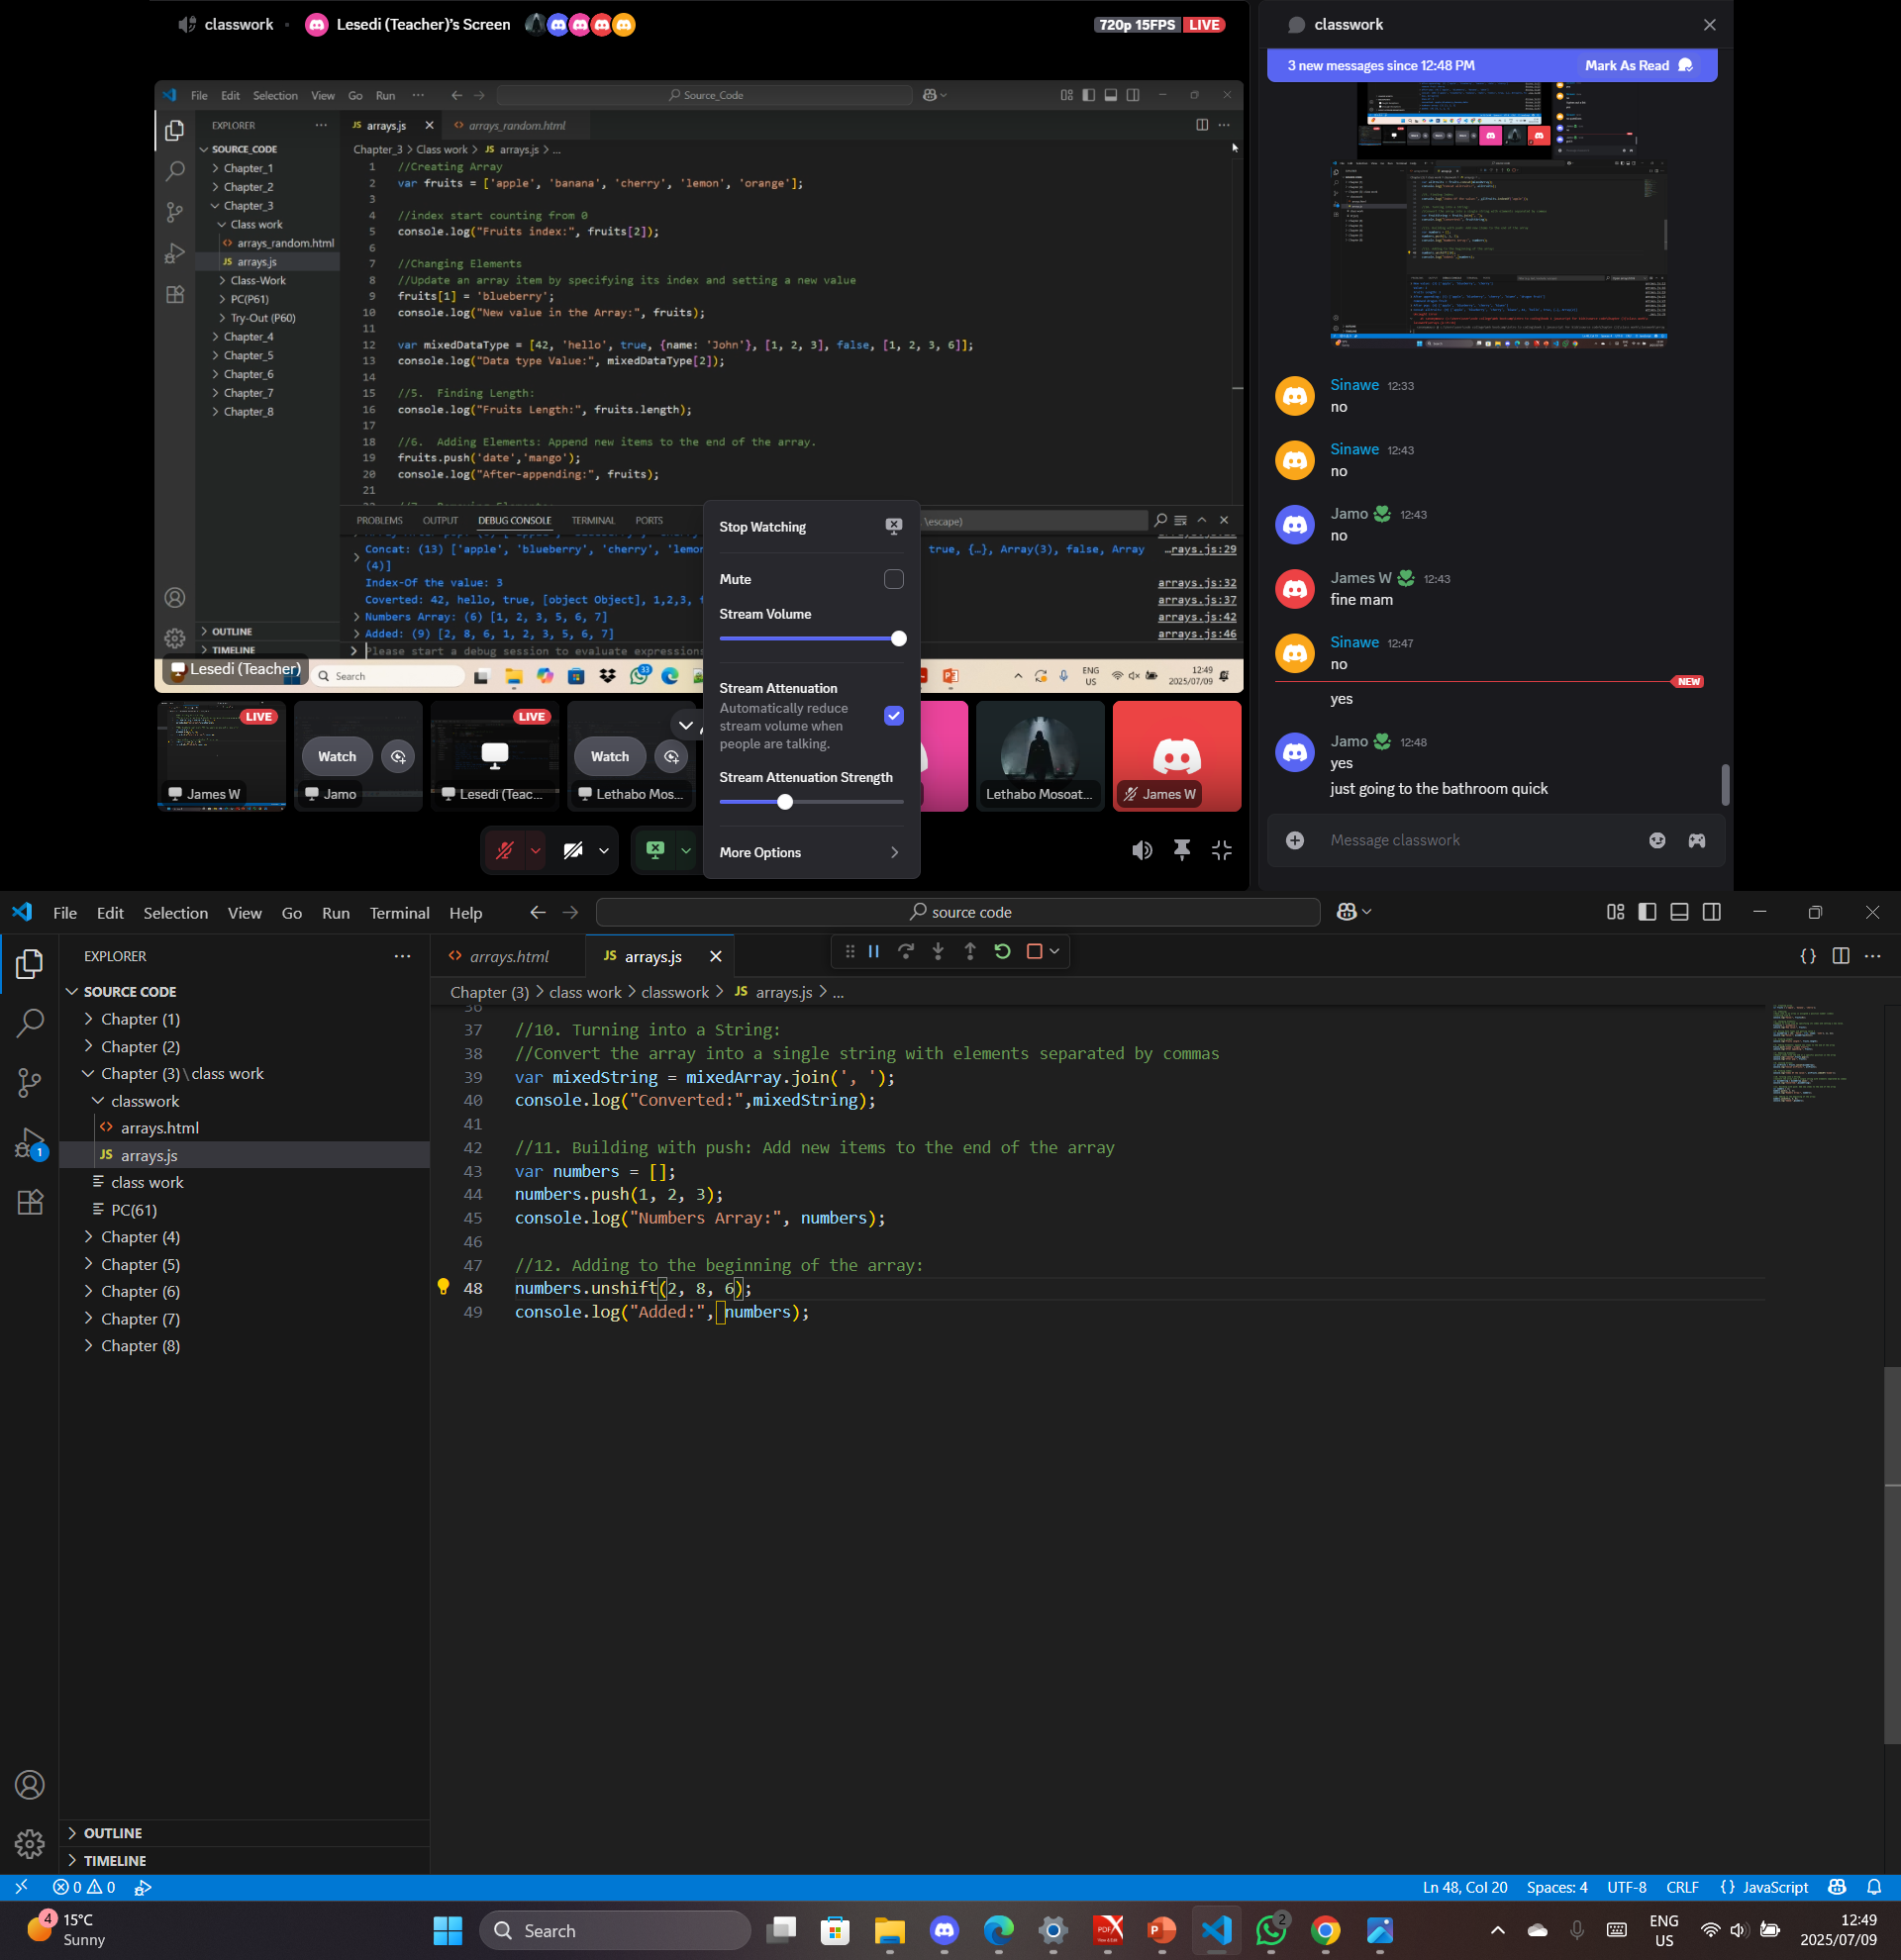 classwork
Lesedi (Teacher)'s Screen
720p 15FPS LIVE
File Edit Selection View Go Run
Source_Code
EXPLORER
SOURCE_CODE
Chapter_1
Chapter_2
Chapter_3
Class work
arrays_random.html
JS arrays.js
Class-Work
PC(P61)
Try-Out (P60)
Chapter_4
Chapter_5
Chapter_6
Chapter_7
Chapter_8
OUTLINE
TIMELINE
JS arrays.js
arrays_random.html
Chapter_3 > Class work > JS arrays.js > ...
1 //Creating Array
2 var fruits = ['apple', 'banana', 'cherry', 'lemon', 'orange'];
3
4 //index start counting from 0
5 console.log("Fruits index:", fruits[2]);
6
7 //Changing Elements
8 //Update an array item by specifying its index and setting a new value
9 fruits[1] = 'blueberry';
10 console.log("New value in the Array:", fruits);
11
12 var mixedDataType = [42, 'hello', true, {name: 'John'}, [1, 2, 3], false, [1, 2, 3, 6]];
13 console.log("Data type Value:", mixedDataType[2]);
14
15 //5. Finding Length:
16 console.log("Fruits Length:", fruits.length);
17
18 //6. Adding Elements: Append new items to the end of the array.
19 fruits.push('date','mango');
20 console.log("After-appending:", fruits);
21
PROBLEMS OUTPUT DEBUG CONSOLE TERMINAL PORTS
\escape)
Concat: (13) ['apple', 'blueberry', 'cherry', 'lemon
true, {…}, Array(3), false, Array
…rays.js:29
(4)]
Index-Of the value: 3
arrays.js:32
Coverted: 42, hello, true, [object Object], 1,2,3,
arrays.js:37
Numbers Array: (6) [1, 2, 3, 5, 6, 7]
arrays.js:42
Added: (9) [2, 8, 6, 1, 2, 3, 5, 6, 7]
arrays.js:46
Please start a debug session to evaluate expressions
Lesedi (Teacher)
Search
33
ENG
US
12:49
2025/07/09
Stop Watching
Mute
Stream Volume
Stream Attenuation
Automatically reduce
stream volume when
people are talking.
Stream Attenuation Strength
More Options
LIVE
James W
Watch
Jamo
LIVE
Lesedi (Teac...
Watch
Lethabo Mos...
Lethabo Mosoat...
James W
classwork
3 new messages since 12:48 PM
Mark As Read
Sinawe 12:33
no
Sinawe 12:43
no
Jamo 12:43
no
James W 12:43
fine mam
Sinawe 12:47
no
NEW
yes
Jamo 12:48
yes
just going to the bathroom quick
Message classwork
File Edit Selection View Go Run Terminal Help
source code
EXPLORER
SOURCE CODE
Chapter (1)
Chapter (2)
Chapter (3)\class work
classwork
arrays.html
JS arrays.js
class work
PC(61)
Chapter (4)
Chapter (5)
Chapter (6)
Chapter (7)
Chapter (8)
1
OUTLINE
TIMELINE
arrays.html
JS arrays.js
Chapter (3) > class work > classwork > JS arrays.js > ...
36
37 //10. Turning into a String:
38 //Convert the array into a single string with elements separated by commas
39 var mixedString = mixedArray.join(', ');
40 console.log("Converted:",mixedString);
41
42 //11. Building with push: Add new items to the end of the array
43 var numbers = [];
44 numbers.push(1, 2, 3);
45 console.log("Numbers Array:", numbers);
46
47 //12. Adding to the beginning of the array:
48 numbers.unshift(2, 8, 6);
49 console.log("Added:", numbers);
0 0
Ln 48, Col 20 Spaces: 4 UTF-8 CRLF {} JavaScript
4
15°C
Sunny
Search
2
ENG
US
12:49
2025/07/09